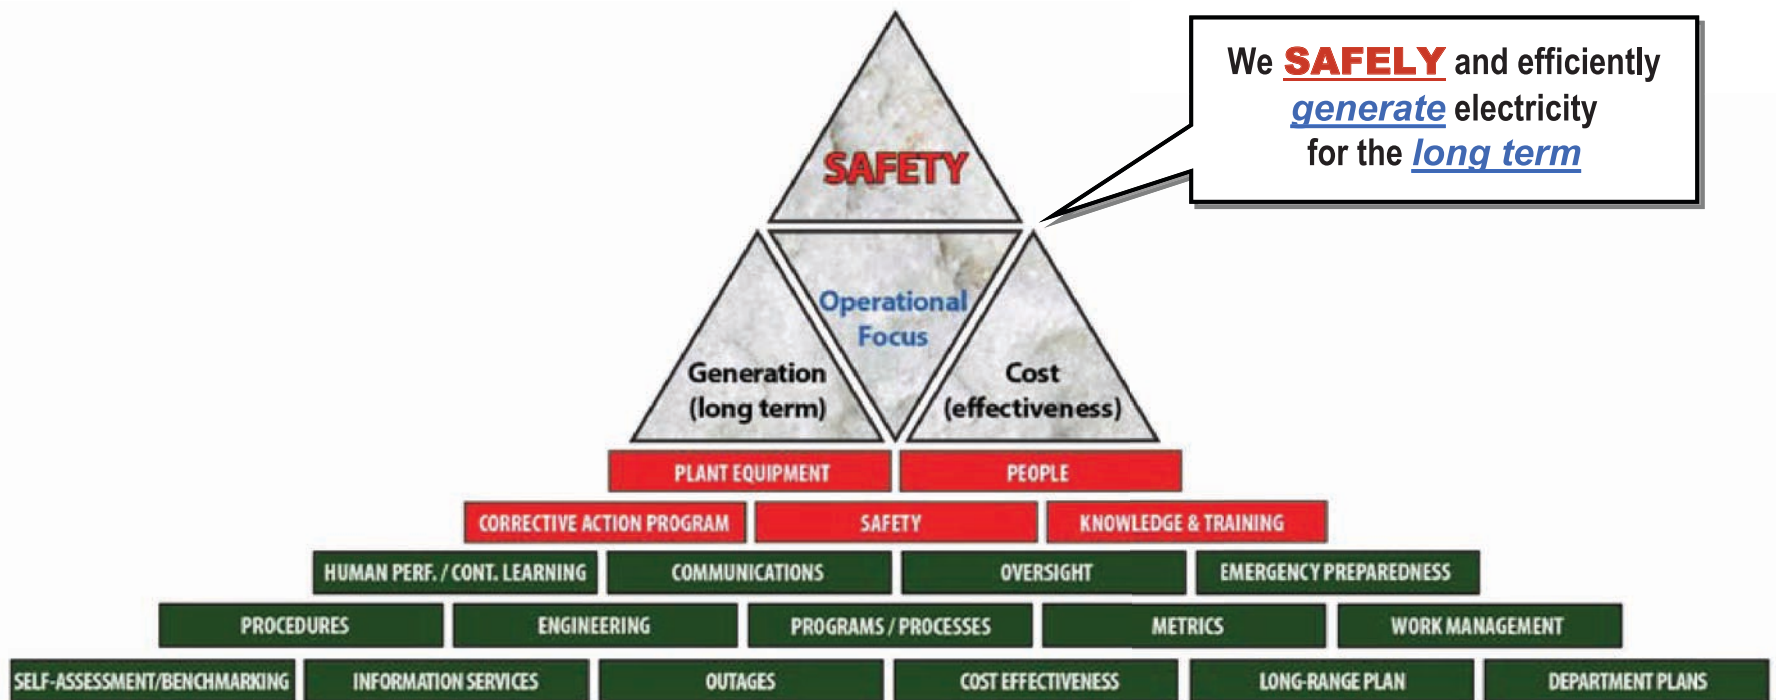 We SAFELY and efficiently
generate electricity
for the long term
SAFETY
Operational
Focus
Generation
(long term)
Cost
(effectiveness)
PLANT EQUIPMENT
PEOPLE
CORRECTIVE ACTION PROGRAM
SAFETY
KNOWLEDGE & TRAINING
HUMAN PERF. / CONT. LEARNING
COMMUNICATIONS
OVERSIGHT
EMERGENCY PREPAREDNESS
PROCEDURES
ENGINEERING
PROGRAMS / PROCESSES
METRICS
WORK MANAGEMENT
SELF-ASSESSMENT/BENCHMARKING
INFORMATION SERVICES
OUTAGES
COST EFFECTIVENESS
LONG-RANGE PLAN
DEPARTMENT PLANS